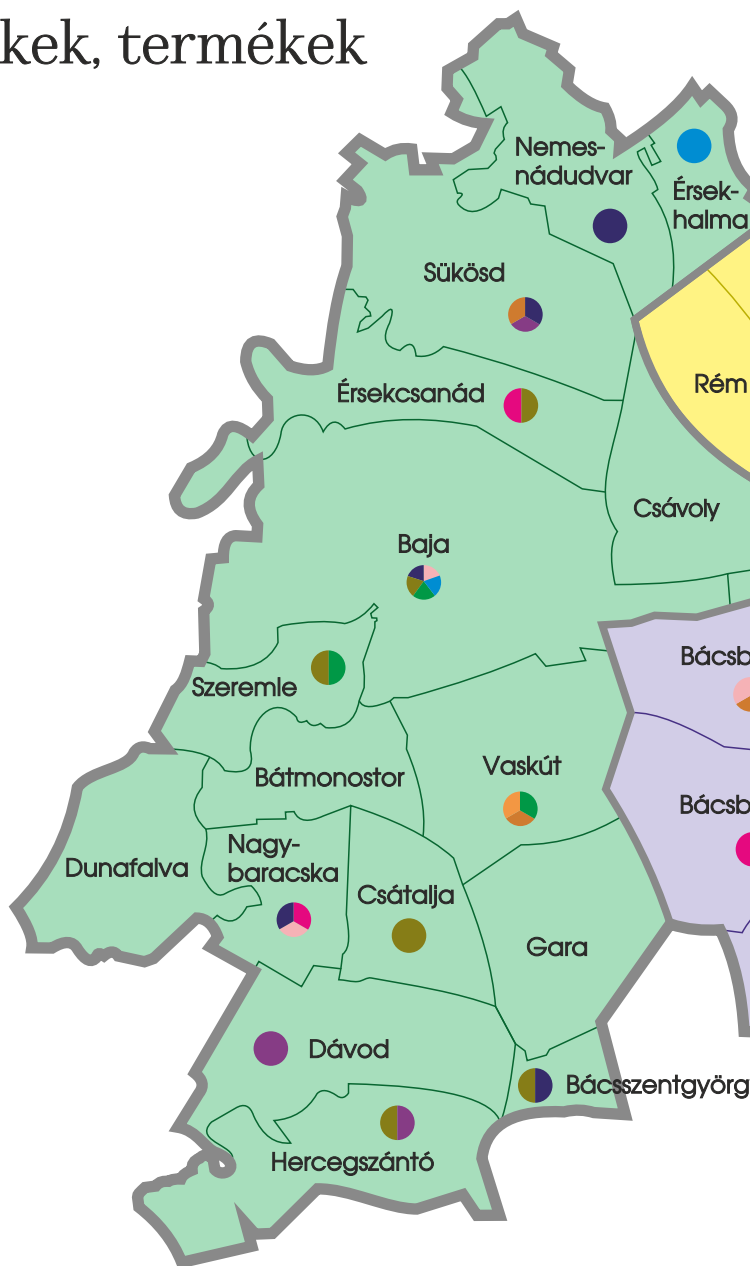 kek, termékek
Nemes-
nádudvar
Érsek-
halma
Sükösd
Rém
Érsekcsanád
Csávoly
Baja
Bácsb
Szeremle
Vaskút
Bátmonostor
Bácsb
Nagy-
baracska
Dunafalva
Csátalja
Gara
Dávod
Bácsszentgyörg
Hercegszántó